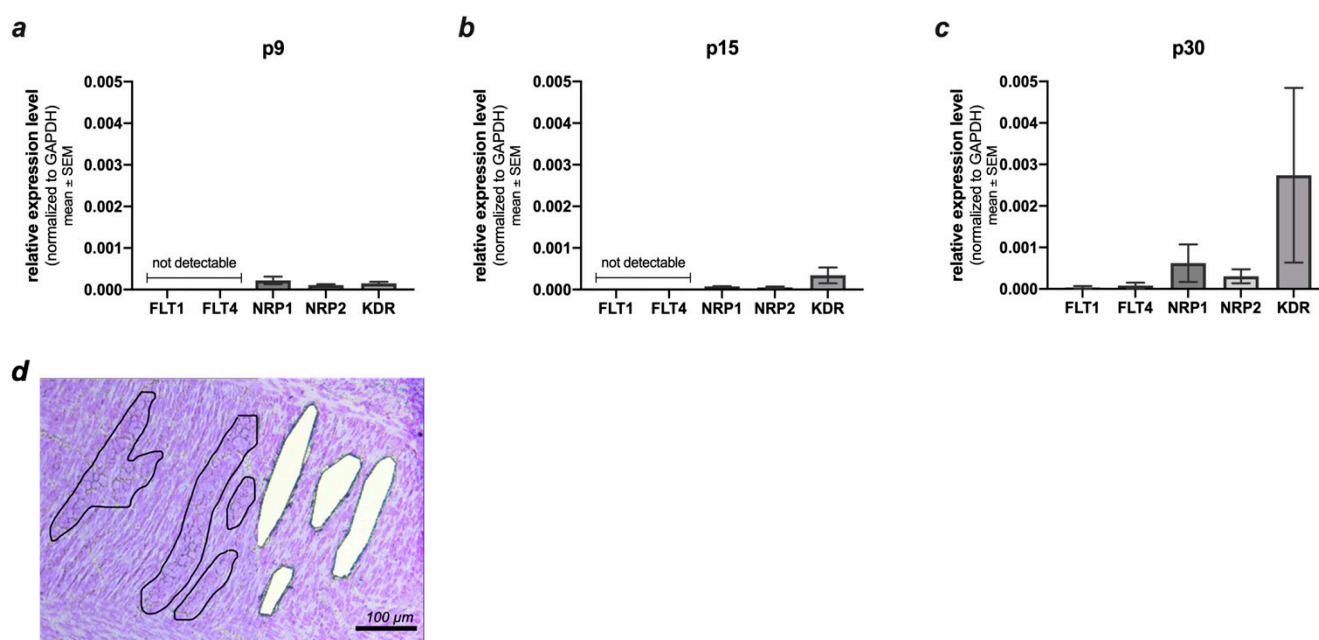 a
p9
relative expression level
(normalized to GAPDH)
mean ± SEM
0.005
0.004
0.003
0.002
0.001
0.000
not detectable
FLT1 FLT4 NRP1 NRP2 KDR
b
p15
relative expression level
(normalized to GAPDH)
mean ± SEM
0.005
0.004
0.003
0.002
0.001
0.000
not detectable
FLT1 FLT4 NRP1 NRP2 KDR
c
p30
relative expression level
(normalized to GAPDH)
mean ± SEM
0.005
0.004
0.003
0.002
0.001
0.000
FLT1 FLT4 NRP1 NRP2 KDR
d
100 µm